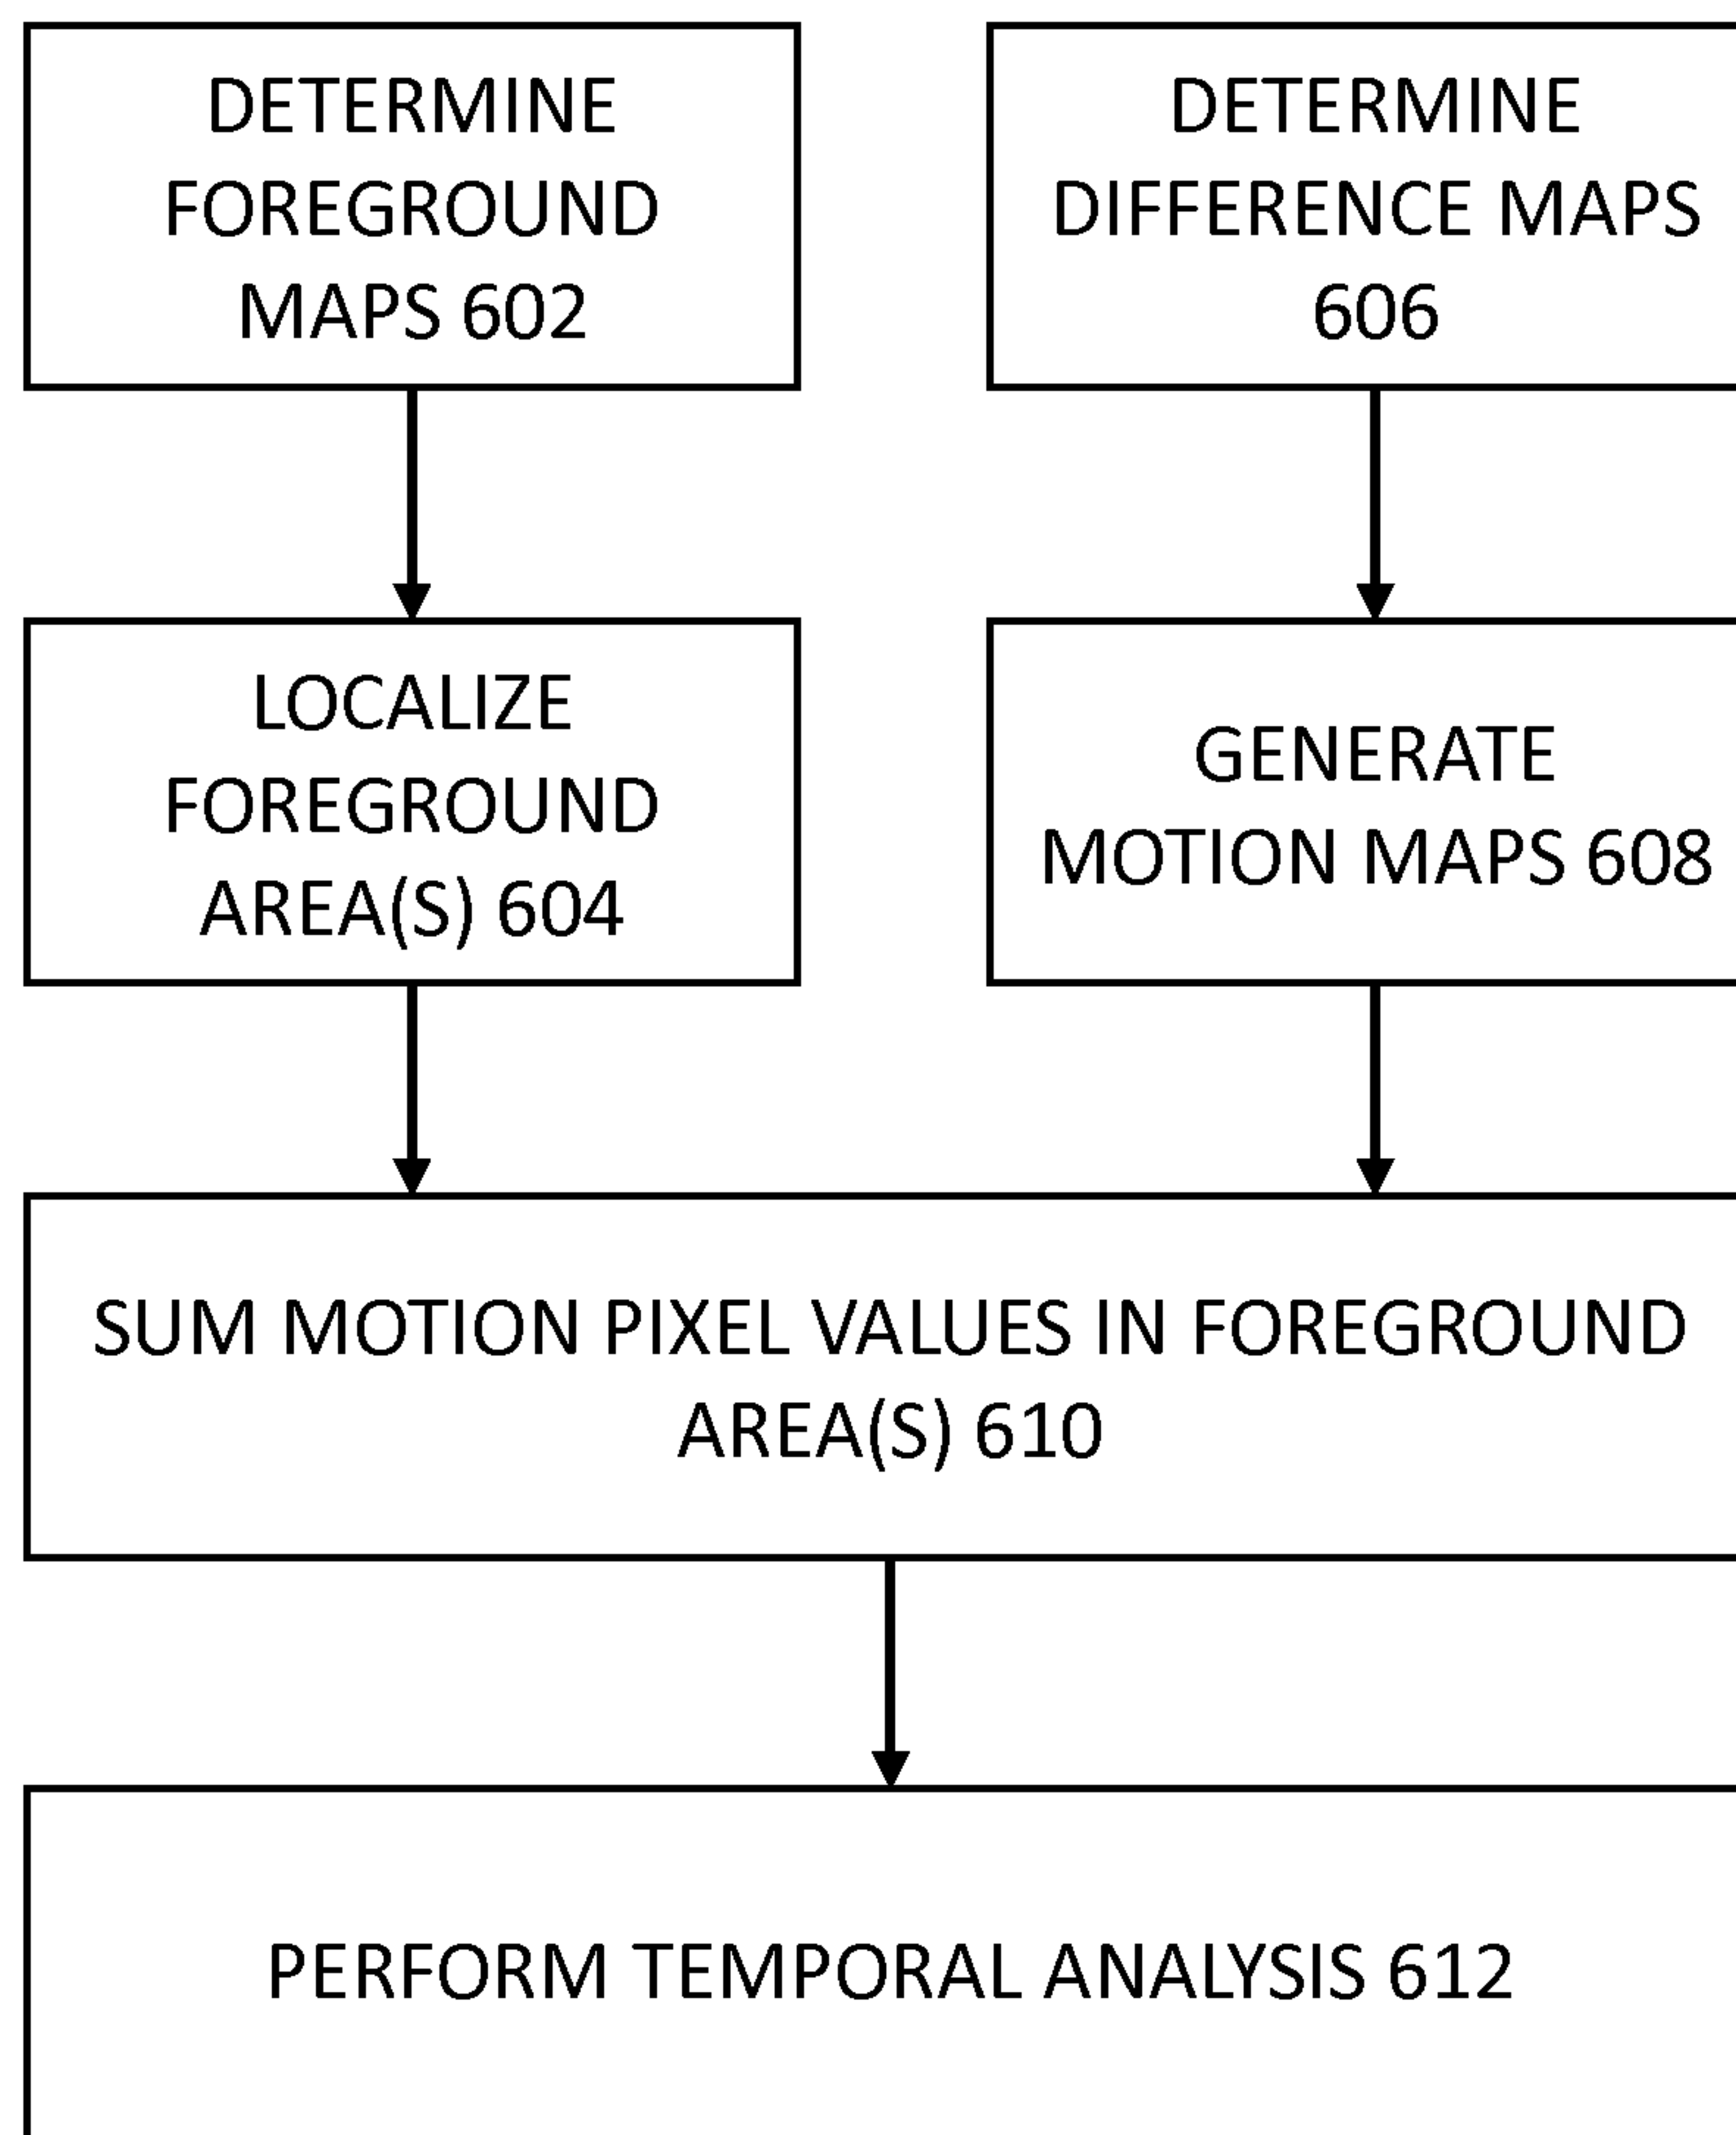 DETERMINE
FOREGROUND
MAPS 602
DETERMINE
DIFFERENCE MAPS
606
LOCALIZE
FOREGROUND
AREA(S) 604
GENERATE
MOTION MAPS 608
SUM MOTION PIXEL VALUES IN FOREGROUND
AREA(S) 610
PERFORM TEMPORAL ANALYSIS 612